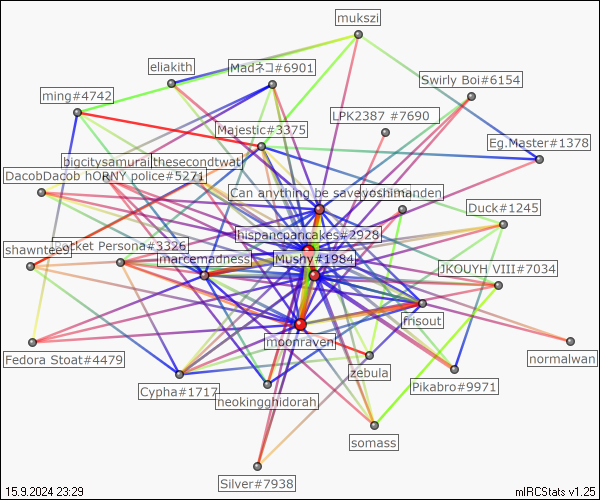 mukszi
eliakith
Madネコ#6901
Swirly Boi#6154
ming#4742
LPK2387 #7690
Majestic#3375
Eg.Master#1378
bigcitysamurai
thesecondtwat
DacobDacob hORNY police#5271
Can anything be save
yoshimanden
Duck#1245
hispancoancakes#2928
shawntee9
Rocket Persona#3326
marcemadness
Mushy#1984
JKOUYH VIII#7034
frisout
moonraven
Fedora Stoat#4479
normalwan
zebula
Cypha#1717
Pikabro#9971
neokingghidorah
somass
Silver#7938
15.9.2024 23:29
mIRCStats v1.25